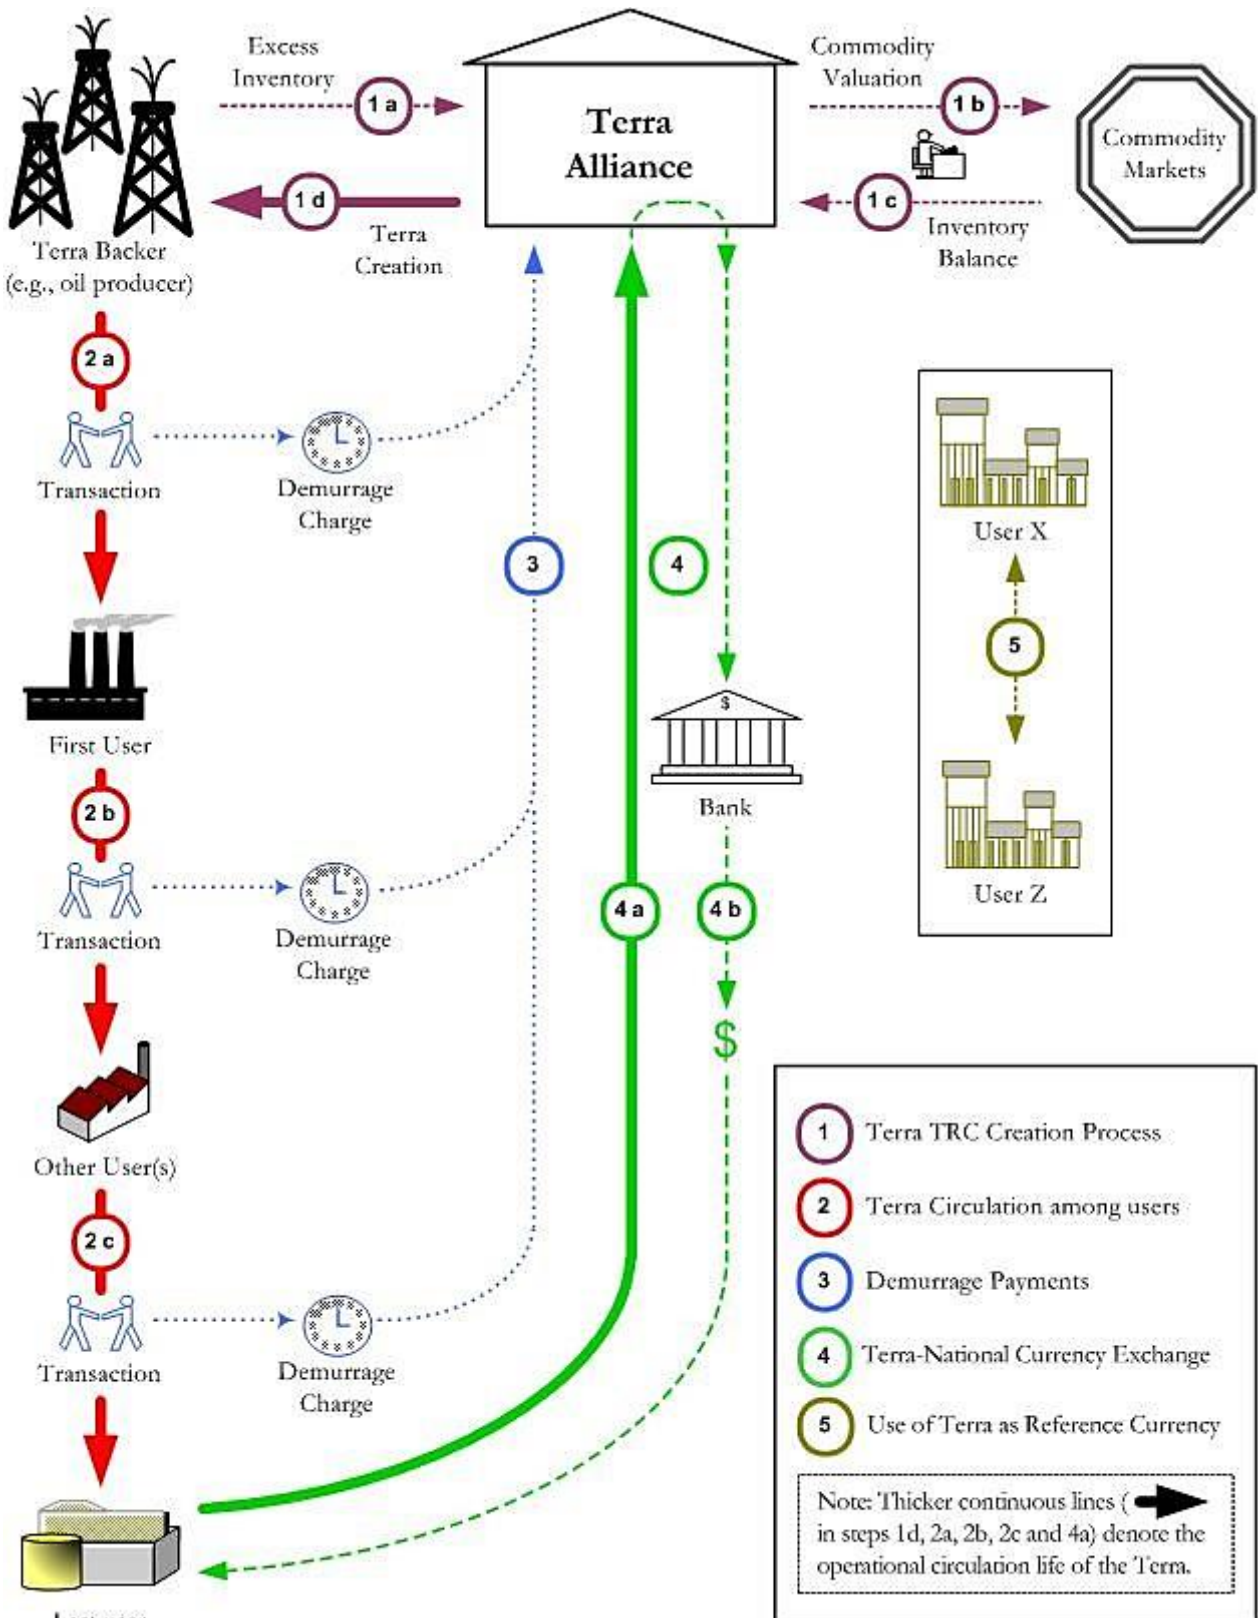 Excess
Inventory
1 a
Terra
Alliance
Commodity
Valuation
1 b
Commodity
Markets
1 d
Terra
Creation
1 c
Inventory
Balance
Terra Backer
(e.g., oil producer)
2 a
Transaction
Demurrage
Charge
3
4
User X
5
User Z
First User
2 b
Transaction
Demurrage
Charge
$
Bank
4 a
4 b
$
Other User(s)
2 c
Transaction
Demurrage
Charge
1 Terra TRC Creation Process
2 Terra Circulation among users
3 Demurrage Payments
4 Terra-National Currency Exchange
5 Use of Terra as Reference Currency
Note: Thicker continuous lines (
in steps 1d, 2a, 2b, 2c and 4a) denote the
operational circulation life of the Terra.